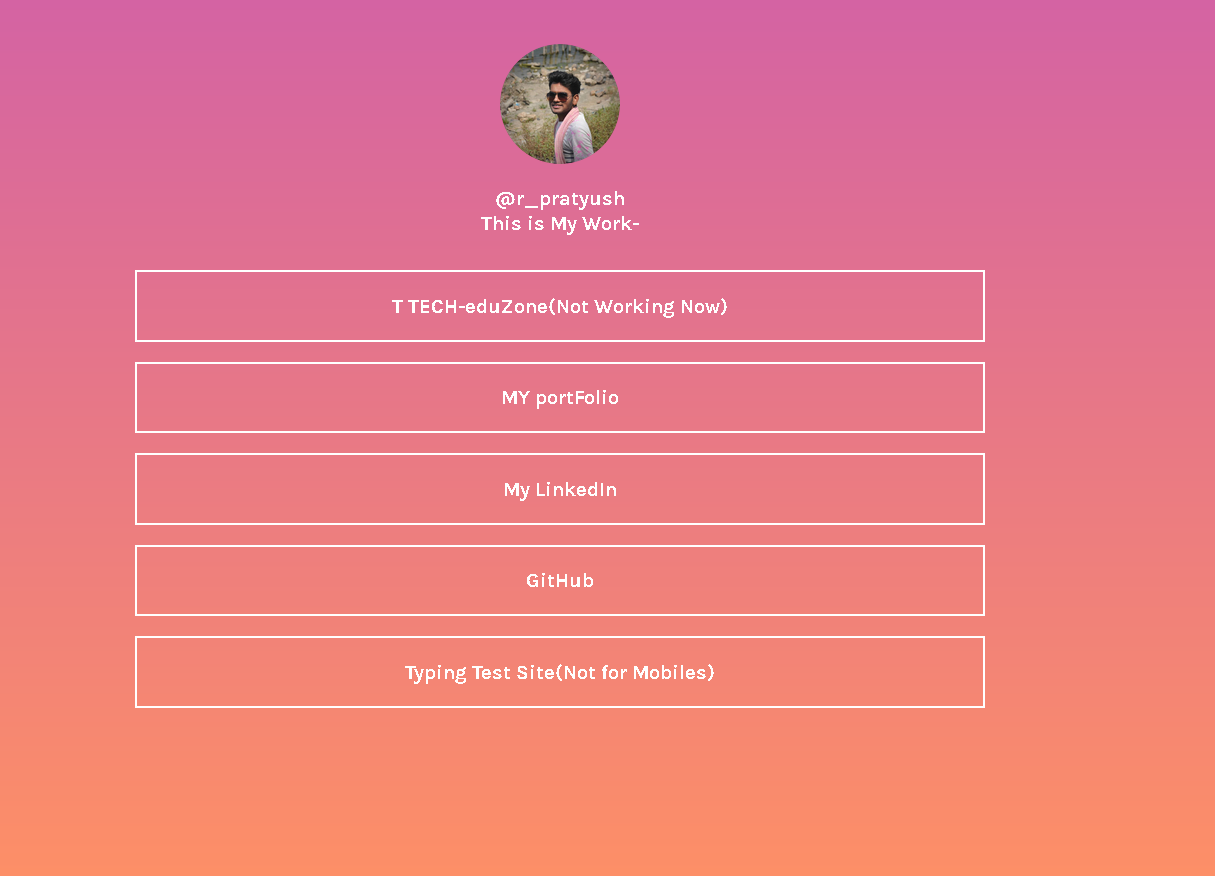 @r_pratyush
This is My Work-
T TECH-eduZone(Not Working Now)
MY portFolio
My LinkedIn
GitHub
Typing Test Site(Not for Mobiles)